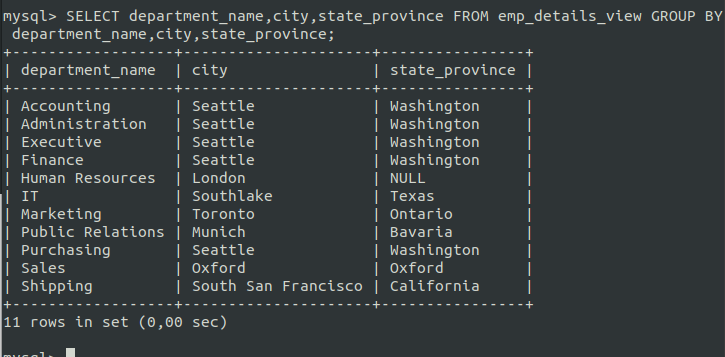 mysql> SELECT department_name,city,state_province FROM emp_details_view GROUP BY
 department_name,city,state_province;
+-----------------+---------------------+----------------+
| department_name  | city                | state_province |
+-----------------+---------------------+----------------+
| Accounting       | Seattle             | Washington     |
| Administration   | Seattle             | Washington     |
| Executive        | Seattle             | Washington     |
| Finance          | Seattle             | Washington     |
| Human Resources  | London              | NULL           |
| IT               | Southlake           | Texas          |
| Marketing        | Toronto             | Ontario        |
| Public Relations | Munich              | Bavaria        |
| Purchasing       | Seattle             | Washington     |
| Sales            | Oxford              | Oxford         |
| Shipping         | South San Francisco | California     |
+-----------------+---------------------+----------------+
11 rows in set (0,00 sec)
mysql>